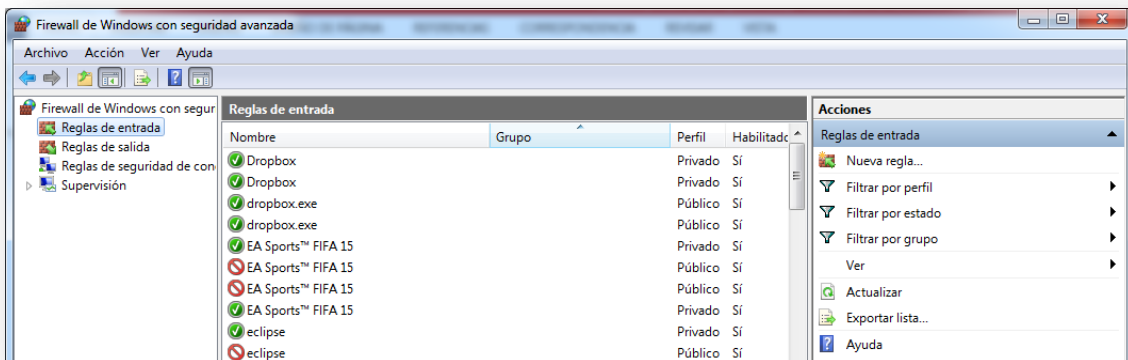 Firewall de Windows con seguridad avanzada
Archivo Acción Ver Ayuda
Firewall de Windows con segur
Reglas de entrada
Reglas de salida
Reglas de seguridad de con
Supervisión
Reglas de entrada
Nombre Grupo Perfil Habilitado
Dropbox Privado Sí
Dropbox Privado Sí
dropbox.exe Público Sí
dropbox.exe Público Sí
EA Sports™ FIFA 15 Privado Sí
EA Sports™ FIFA 15 Público Sí
EA Sports™ FIFA 15 Público Sí
EA Sports™ FIFA 15 Privado Sí
eclipse Privado Sí
eclipse Público Sí
Acciones
Reglas de entrada
Nueva regla...
Filtrar por perfil
Filtrar por estado
Filtrar por grupo
Ver
Actualizar
Exportar lista...
Ayuda